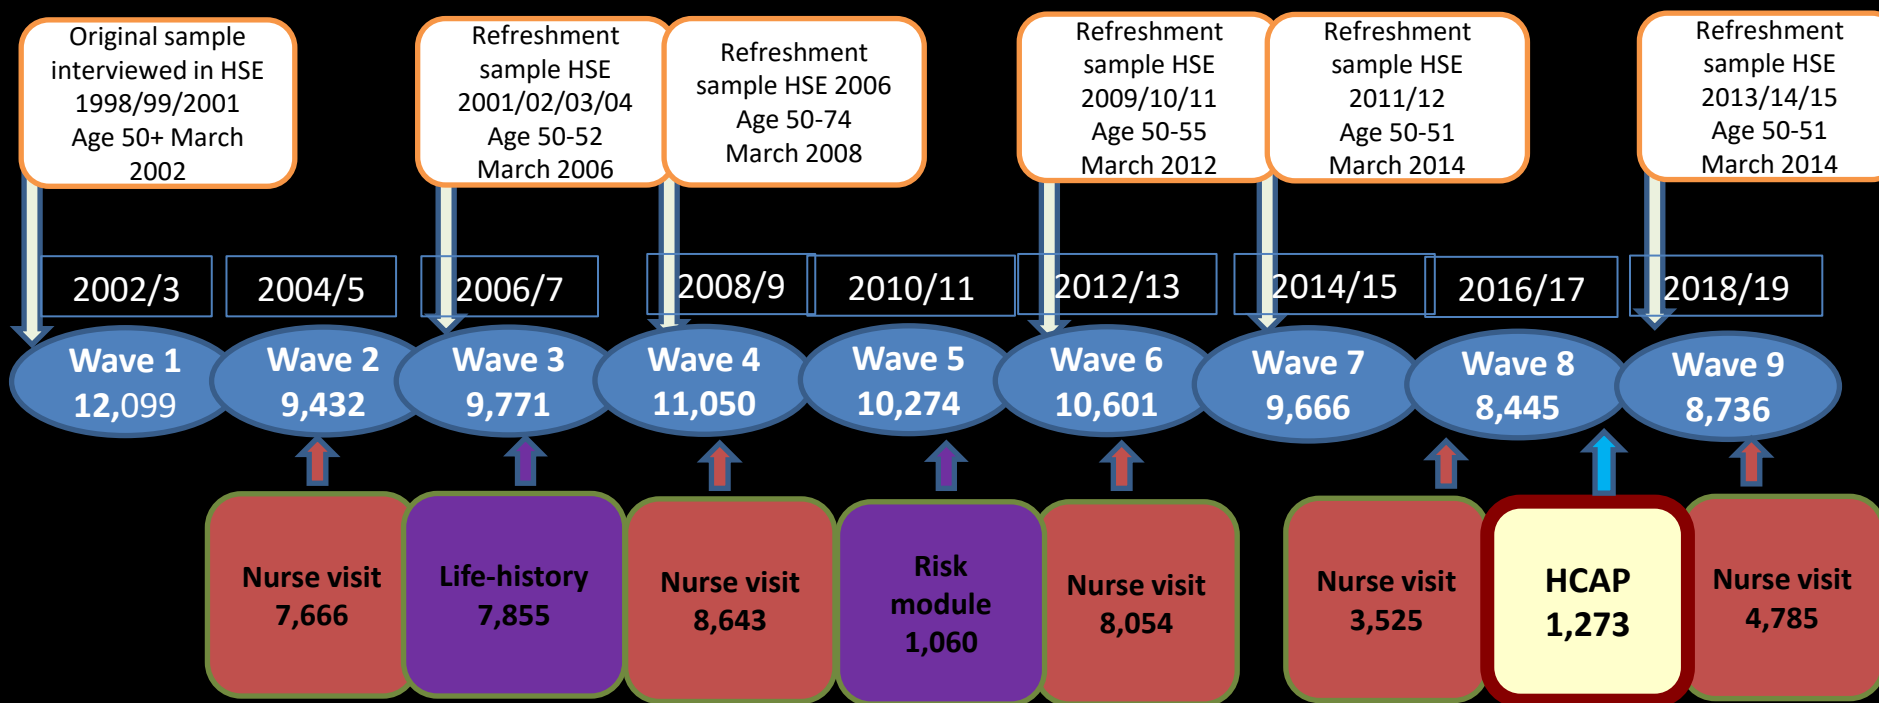 Original sample
interviewed in HSE
1998/99/2001
Age 50+ March
2002
Refreshment
sample HSE
2001/02/03/04
Age 50-52
March 2006
Refreshment
sample HSE 2006
Age 50-74
March 2008
Refreshment
sample HSE
2009/10/11
Age 50-55
March 2012
Refreshment
sample HSE
2011/12
Age 50-51
March 2014
Refreshment
sample HSE
2013/14/15
Age 50-51
March 2014
2002/3
2004/5
2006/7
2008/9
2010/11
2012/13
2014/15
2016/17
2018/19
Wave 1
12,099
Wave 2
9,432
Wave 3
9,771
Wave 4
11,050
Wave 5
10,274
Wave 6
10,601
Wave 7
9,666
Wave 8
8,445
Wave 9
8,736
Nurse visit
7,666
Life-history
7,855
Nurse visit
8,643
Risk
module
1,060
Nurse visit
8,054
Nurse visit
3,525
HCAP
1,273
Nurse visit
4,785